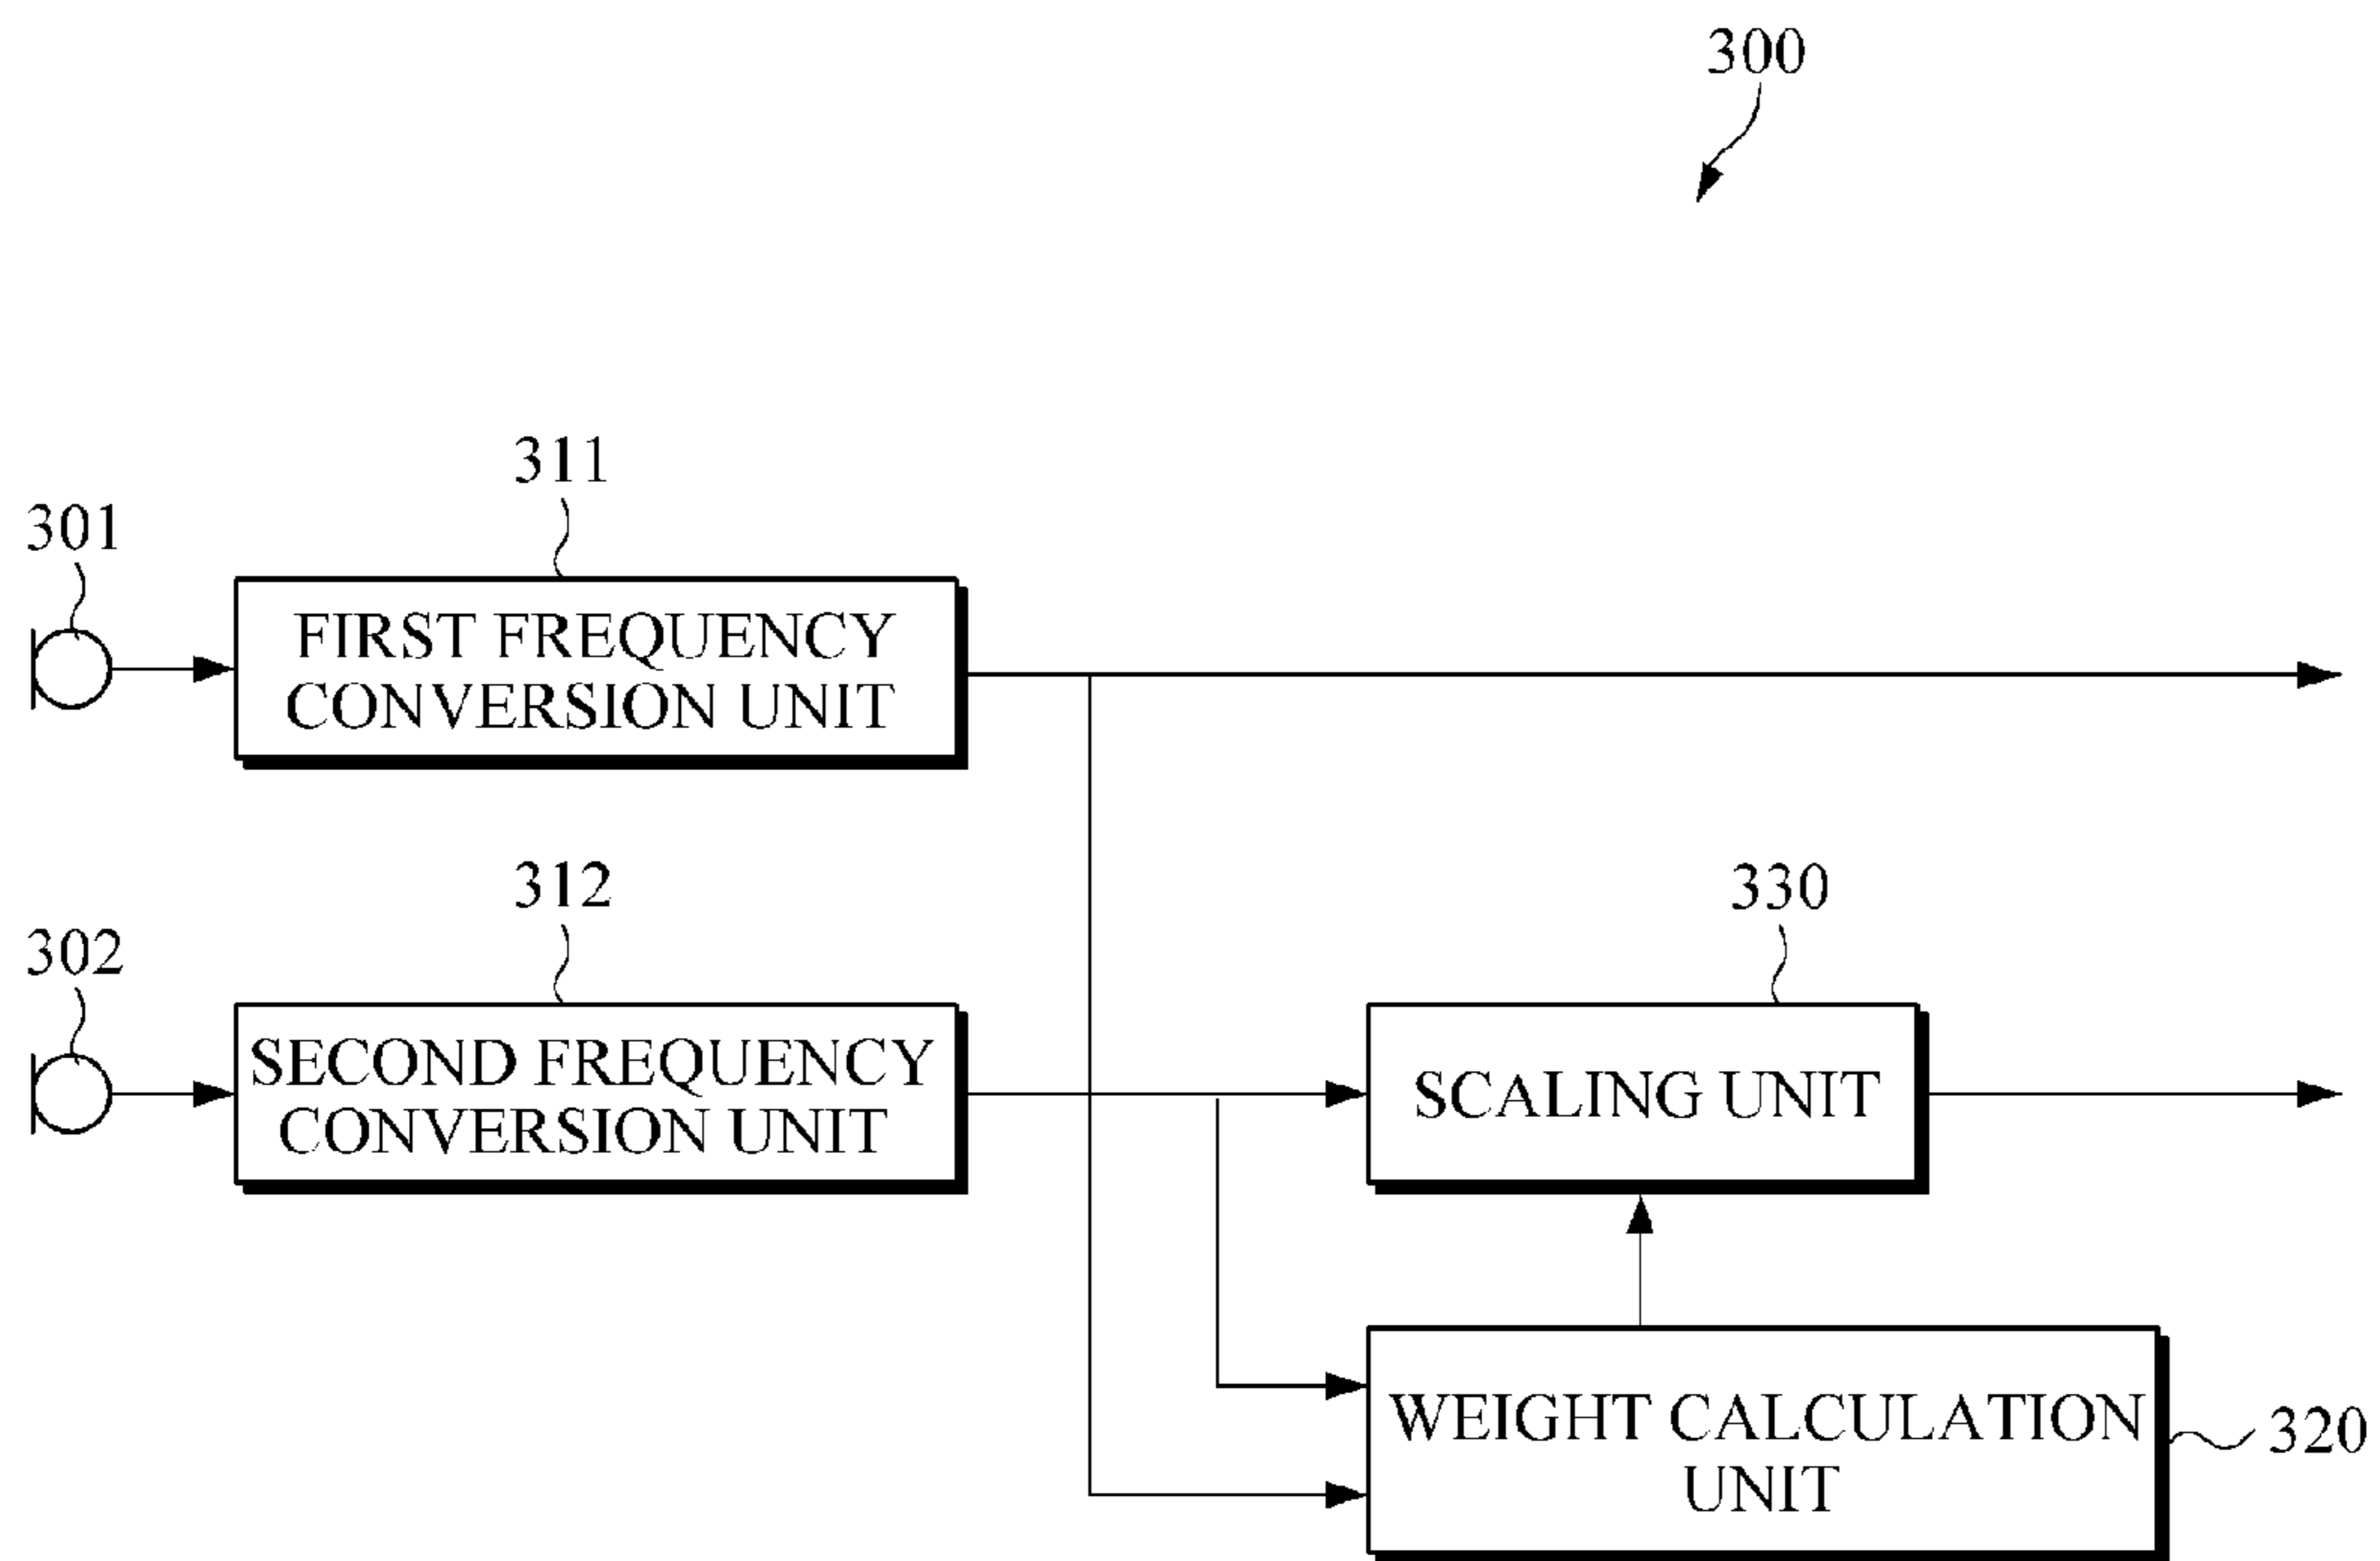 300
311
301
FIRST FREQUENCY
CONVERSION UNIT
312
330
302
SECOND FREQUENCY
CONVERSION UNIT
SCALING UNIT
WEIGHT CALCULATION
UNIT
320